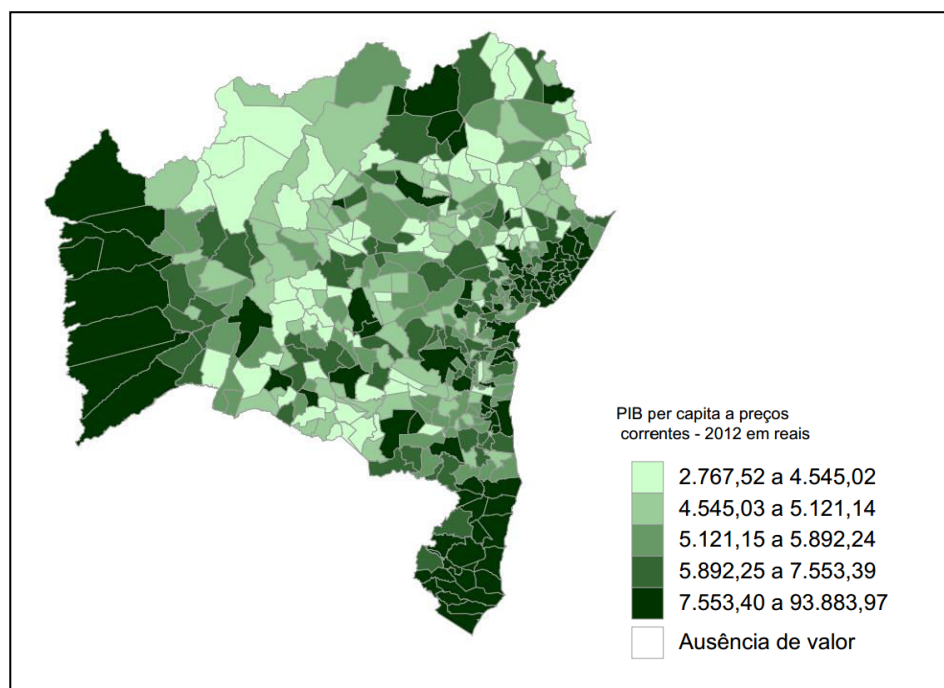 PIB per capita a preços
correntes - 2012 em reais
2.767,52 a 4.545,02
4.545,03 a 5.121,14
5.121,15 a 5.892,24
5.892,25 a 7.553,39
7.553,40 a 93.883,97
Ausência de valor